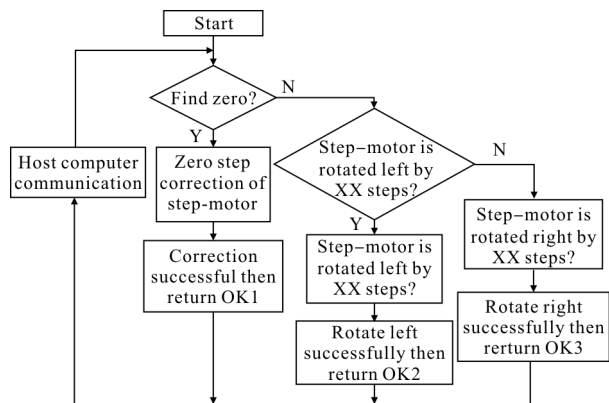 Start
Find zero?
N
Y
Host computer
communication
Zero step
correction of
step-motor
Step-motor is
rotated left by
XX steps?
N
Y
Correction
successful then
return OK1
Step-motor is
rotated left by
XX steps?
Step-motor is
rotated right by
XX steps?
Rotate left
successfully then
return OK2
Rotate right
successfully then
rerturn OK3